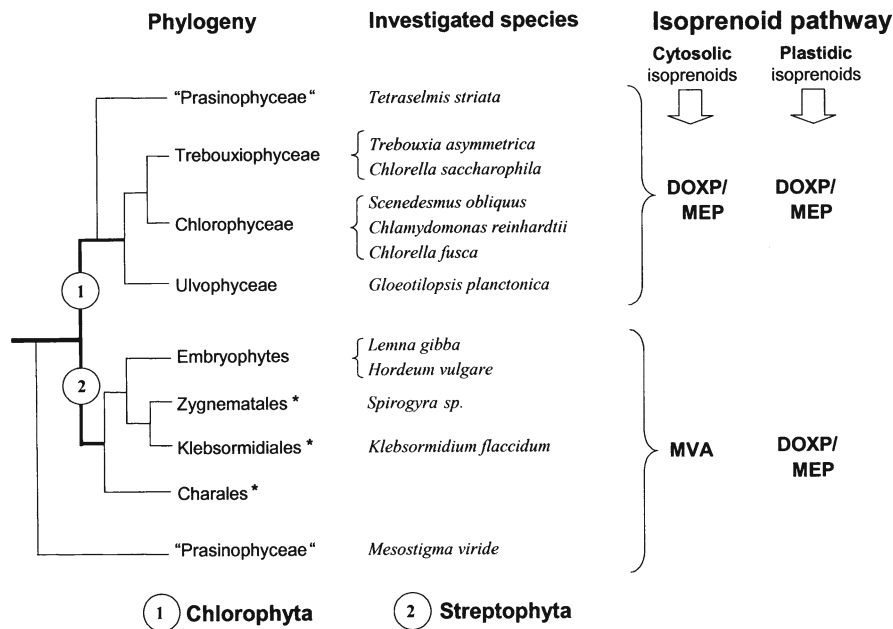 Phylogeny Investigated species Isoprenoid pathway
Cytosolic Plastidic
isoprenoids isoprenoids
"Prasinophyceae“ Tetraselmis striata
Trebouxiophyceae Trebouxia asymmetrica
Chlorella saccharophila
DOXP/ DOXP/
MEP MEP
Chlorophyceae Scenedesmus obliquus
Chlamydomonas reinhardtii
Chlorella fusca
Ulvophyceae Gloeotilopsis planctonica
1
Embryophytes Lemna gibba
Hordeum vulgare
2
Zygnematales * Spirogyra sp.
Klebsormidiales * Klebsormidium flaccidum
MVA DOXP/
MEP
Charales *
"Prasinophyceae“ Mesostigma viride
1 Chlorophyta 2 Streptophyta